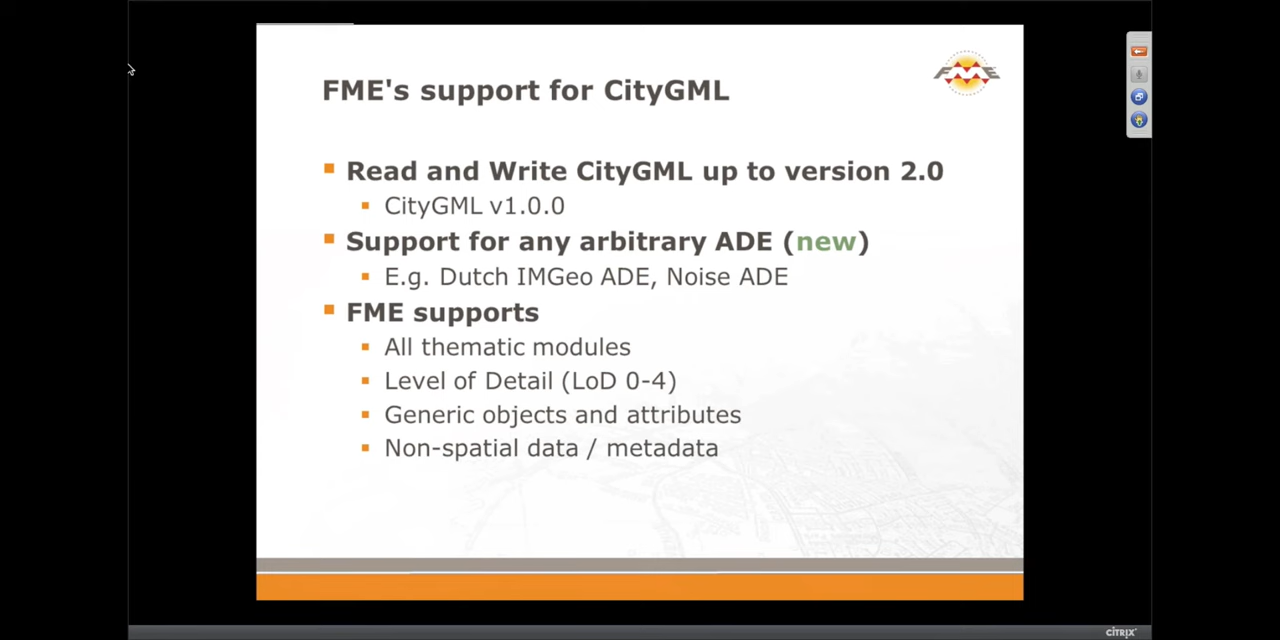 FME's support for CityGML
FME
Read and Write CityGML up to version 2.0
CityGML v1.0.0
Support for any arbitrary ADE (new)
E.g. Dutch IMGeo ADE, Noise ADE
FME supports
All thematic modules
Level of Detail (LoD 0-4)
Generic objects and attributes
Non-spatial data / metadata
CITRIX